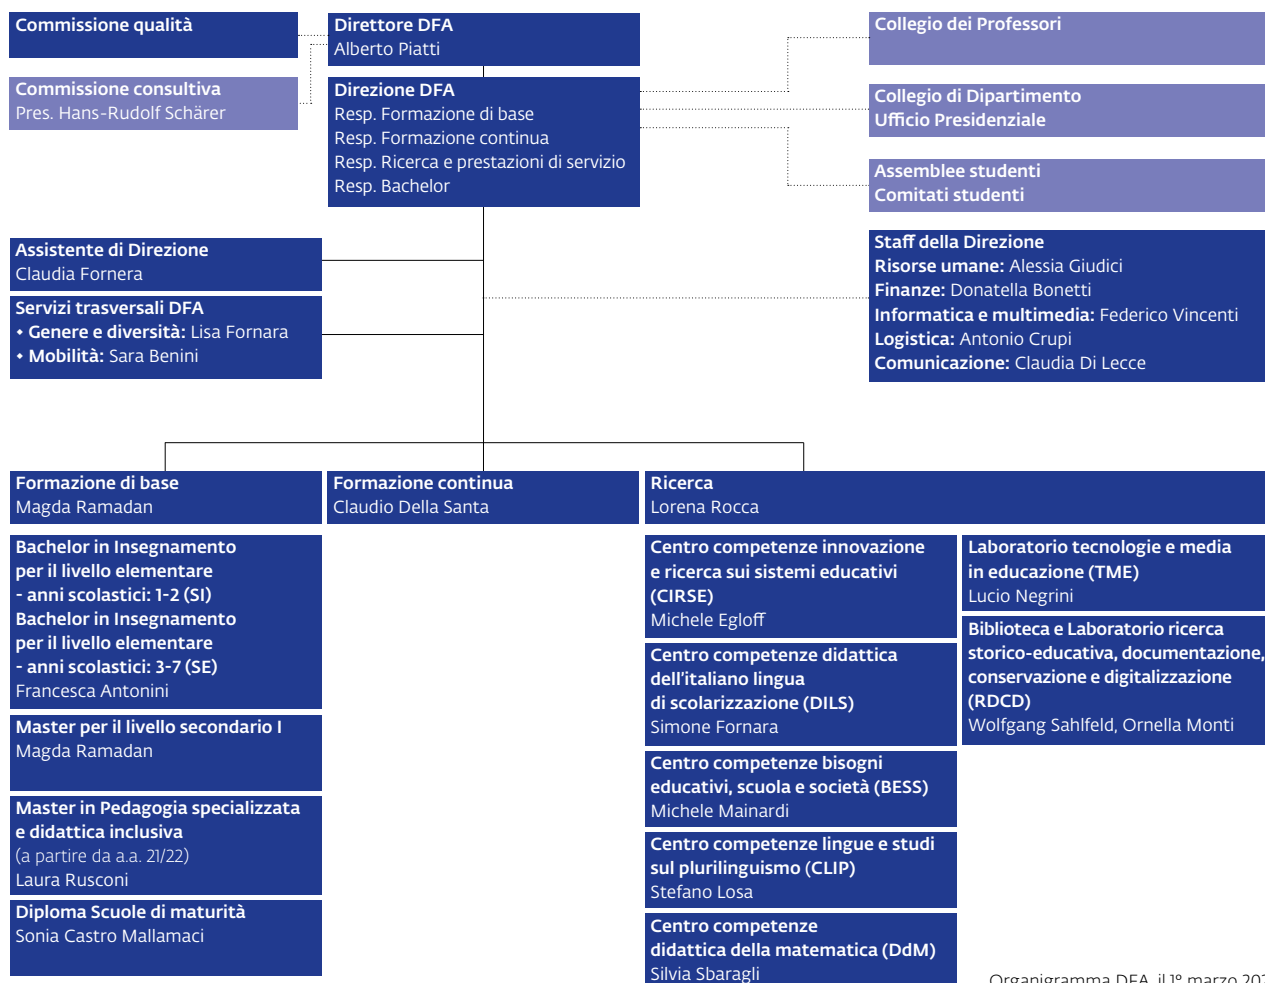 Commissione qualità
Direttore DFA
Alberto Piatti
Collegio dei Professori
Commissione consultiva
Pres. Hans-Rudolf Schärer
Direzione DFA
Resp. Formazione di base
Resp. Formazione continua
Resp. Ricerca e prestazioni di servizio
Resp. Bachelor
Collegio di Dipartimento
Ufficio Presidenziale
Assemblee studenti
Comitati studenti
Assistente di Direzione
Claudia Fornera
Servizi trasversali DFA
• Genere e diversità: Lisa Fornara
• Mobilità: Sara Benini
Staff della Direzione
Risorse umane: Alessia Giudici
Finanze: Donatella Bonetti
Informatica e multimedia: Federico Vincenti
Logistica: Antonio Crupi
Comunicazione: Claudia Di Lecce
Formazione di base
Magda Ramadan
Formazione continua
Claudio Della Santa
Ricerca
Lorena Rocca
Bachelor in Insegnamento
per il livello elementare
- anni scolastici: 1-2 (SI)
Bachelor in Insegnamento
per il livello elementare
- anni scolastici: 3-7 (SE)
Francesca Antonini
Master per il livello secondario I
Magda Ramadan
Master in Pedagogia specializzata
e didattica inclusiva
(a partire da a.a. 21/22)
Laura Rusconi
Diploma Scuole di maturità
Sonia Castro Mallamaci
Centro competenze innovazione
e ricerca sui sistemi educativi
(CIRSE)
Michele Egloff
Centro competenze didattica
dell'italiano lingua
di scolarizzazione (DILS)
Simone Fornara
Centro competenze bisogni
educativi, scuola e società (BESS)
Michele Mainardi
Centro competenze lingue e studi
sul plurilinguismo (CLIP)
Stefano Losa
Centro competenze
didattica della matematica (DdM)
Silvia Sbaragli
Laboratorio tecnologie e media
in educazione (TME)
Lucio Negrini
Biblioteca e Laboratorio ricerca
storico-educativa, documentazione,
conservazione e digitalizzazione
(RDCD)
Wolfgang Sahlfeld, Ornella Monti
Organigramma DFA, il 1° marzo